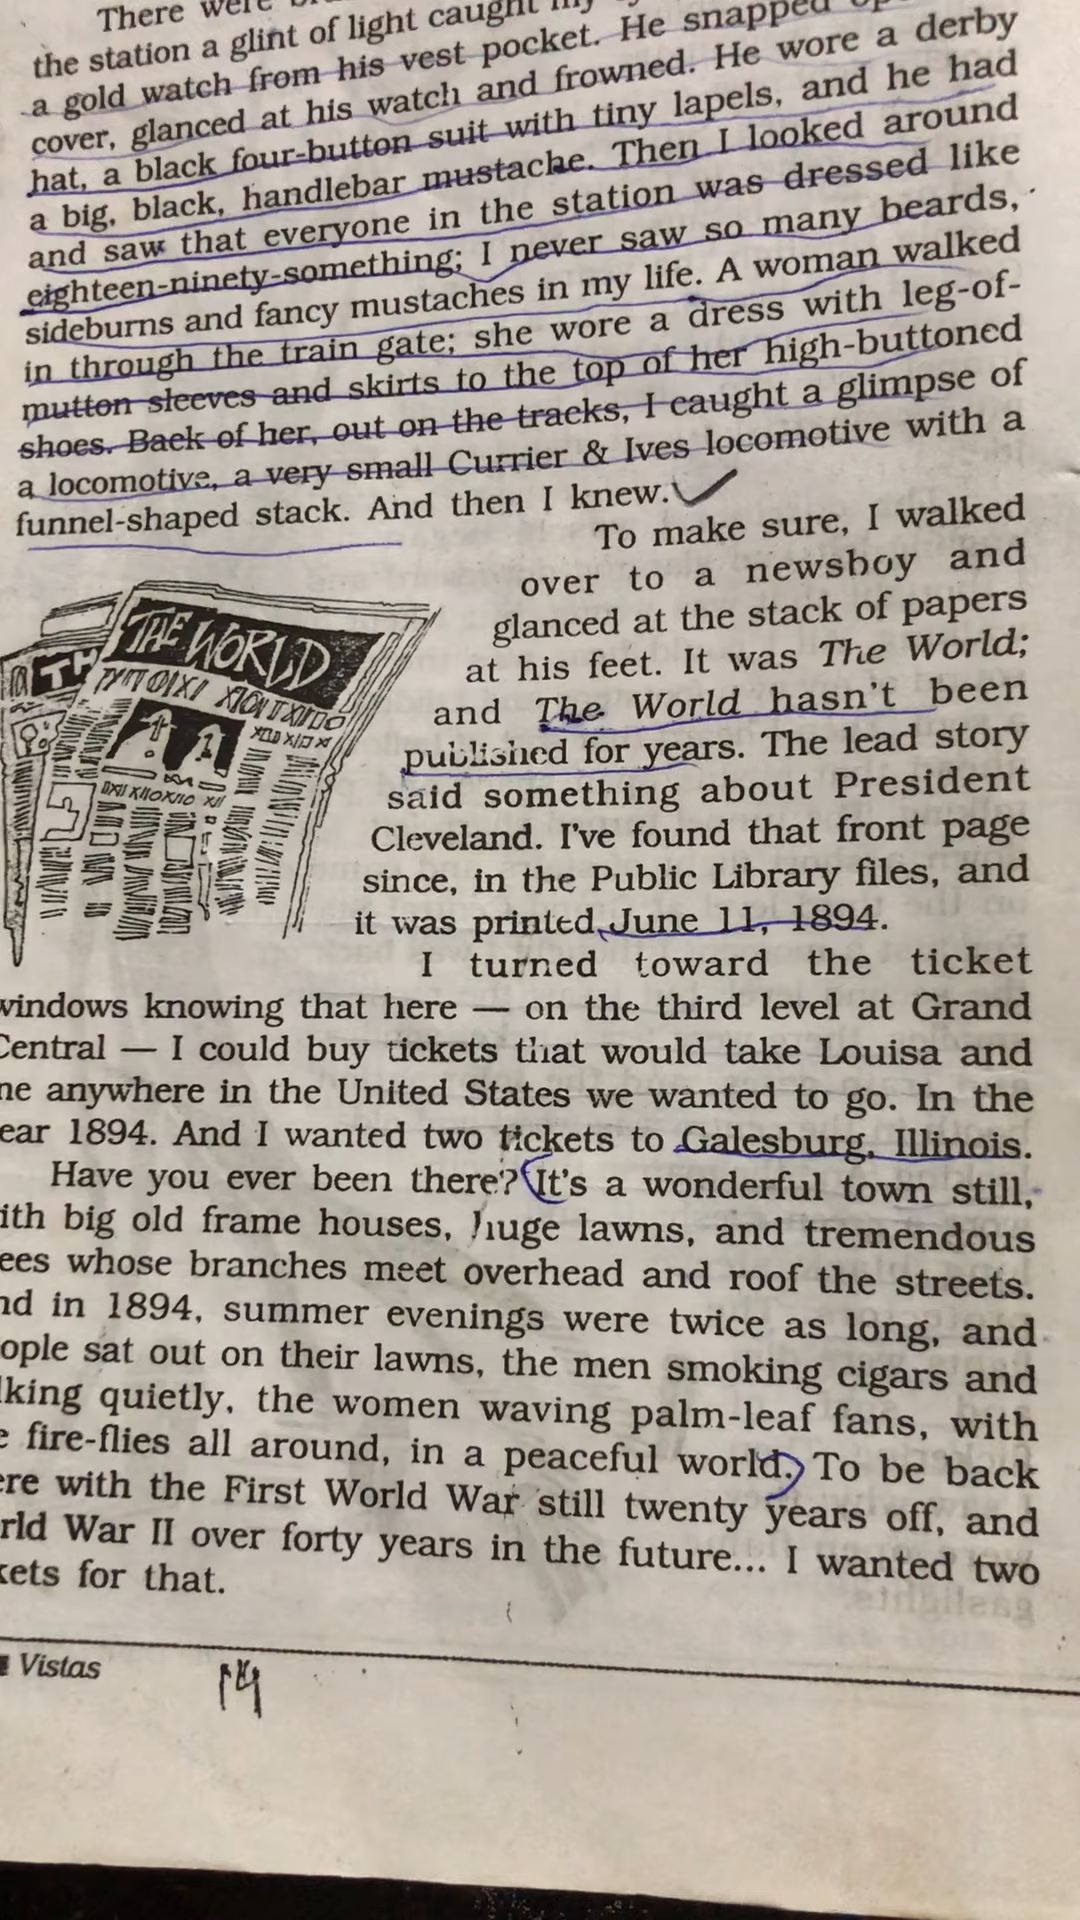 There were
the station a glint of light caught
a gold watch from his vest pocket. He snapped
cover, glanced at his watch and frowned. He wore a derby
hat, a black four-button suit with tiny lapels, and he had
a big, black, handlebar mustache. Then I looked around
and saw that everyone in the station was dressed like
eighteen-ninety-something; I never saw so many beards,
sideburns and fancy mustaches in my life. A woman walked
in through the train gate; she wore a dress with leg-of-
mutton sleeves and skirts to the top of her high-buttoned
shoes. Back of her, out on the tracks, I caught a glimpse of
a locomotive, a very small Currier & Ives locomotive with a
funnel-shaped stack. And then I knew.
To make sure, I walked
over to a newsboy and
glanced at the stack of papers
at his feet. It was The World;
and The World hasn't been
published for years. The lead story
said something about President
Cleveland. I've found that front page
since, in the Public Library files, and
it was printed June 11, 1894.
THE WORLD
TH
I turned toward the ticket
windows knowing that here — on the third level at Grand
Central — I could buy tickets that would take Louisa and
ne anywhere in the United States we wanted to go. In the
ear 1894. And I wanted two tickets to Galesburg, Illinois.
Have you ever been there? It's a wonderful town still,
ith big old frame houses, huge lawns, and tremendous
ees whose branches meet overhead and roof the streets.
nd in 1894, summer evenings were twice as long, and
ople sat out on their lawns, the men smoking cigars and
lking quietly, the women waving palm-leaf fans, with
e fire-flies all around, in a peaceful world. To be back
ere with the First World War still twenty years off, and
rld War II over forty years in the future... I wanted two
kets for that.
Vistas